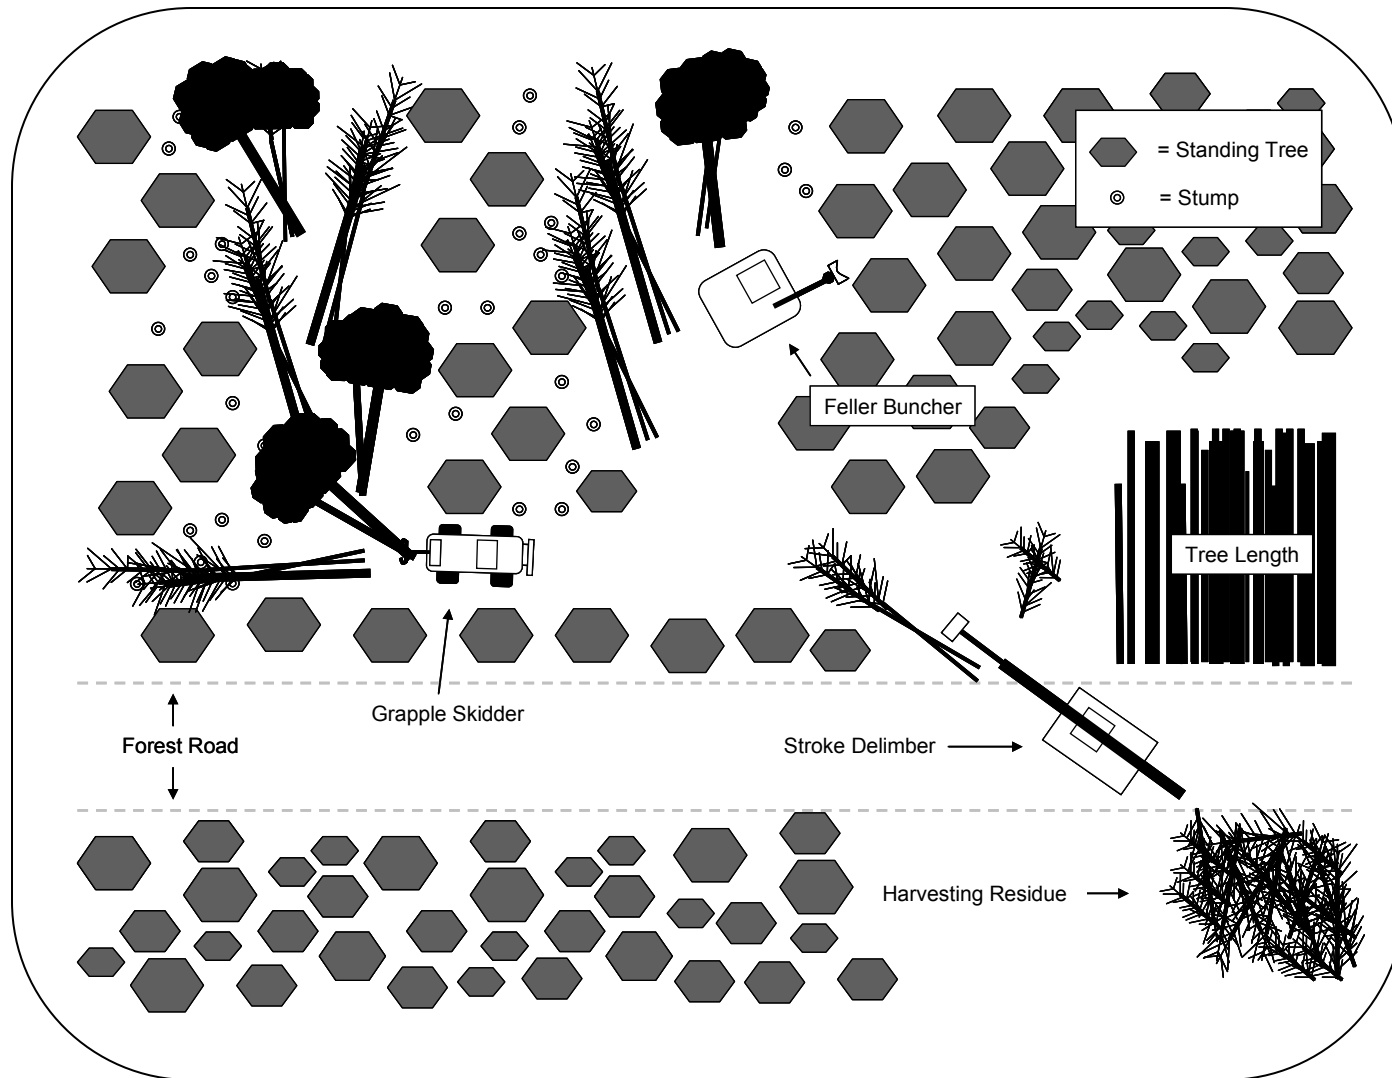 = Standing Tree
= Stump
Feller Buncher
Tree Length
Grapple Skidder
Forest Road
Stroke Delimber
Harvesting Residue